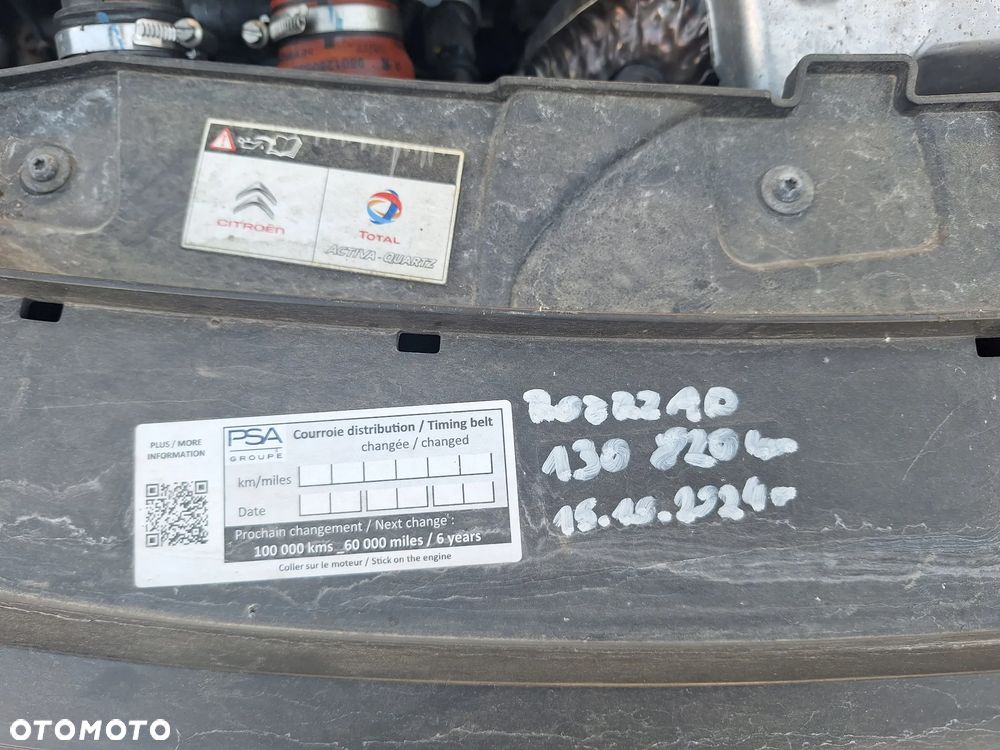 CITROËN
TOTAL
ACTIVA - QUARTZ
PLUS / MORE
INFORMATION
PSA
GROUPE
Courroie distribution / Timing belt
changée / changed
km/miles
Date
Prochain changement / Next change :
100 000 kms _60 000 miles / 6 years
Coller sur le moteur / Stick on the engine
130 820 km
OTOMOTO